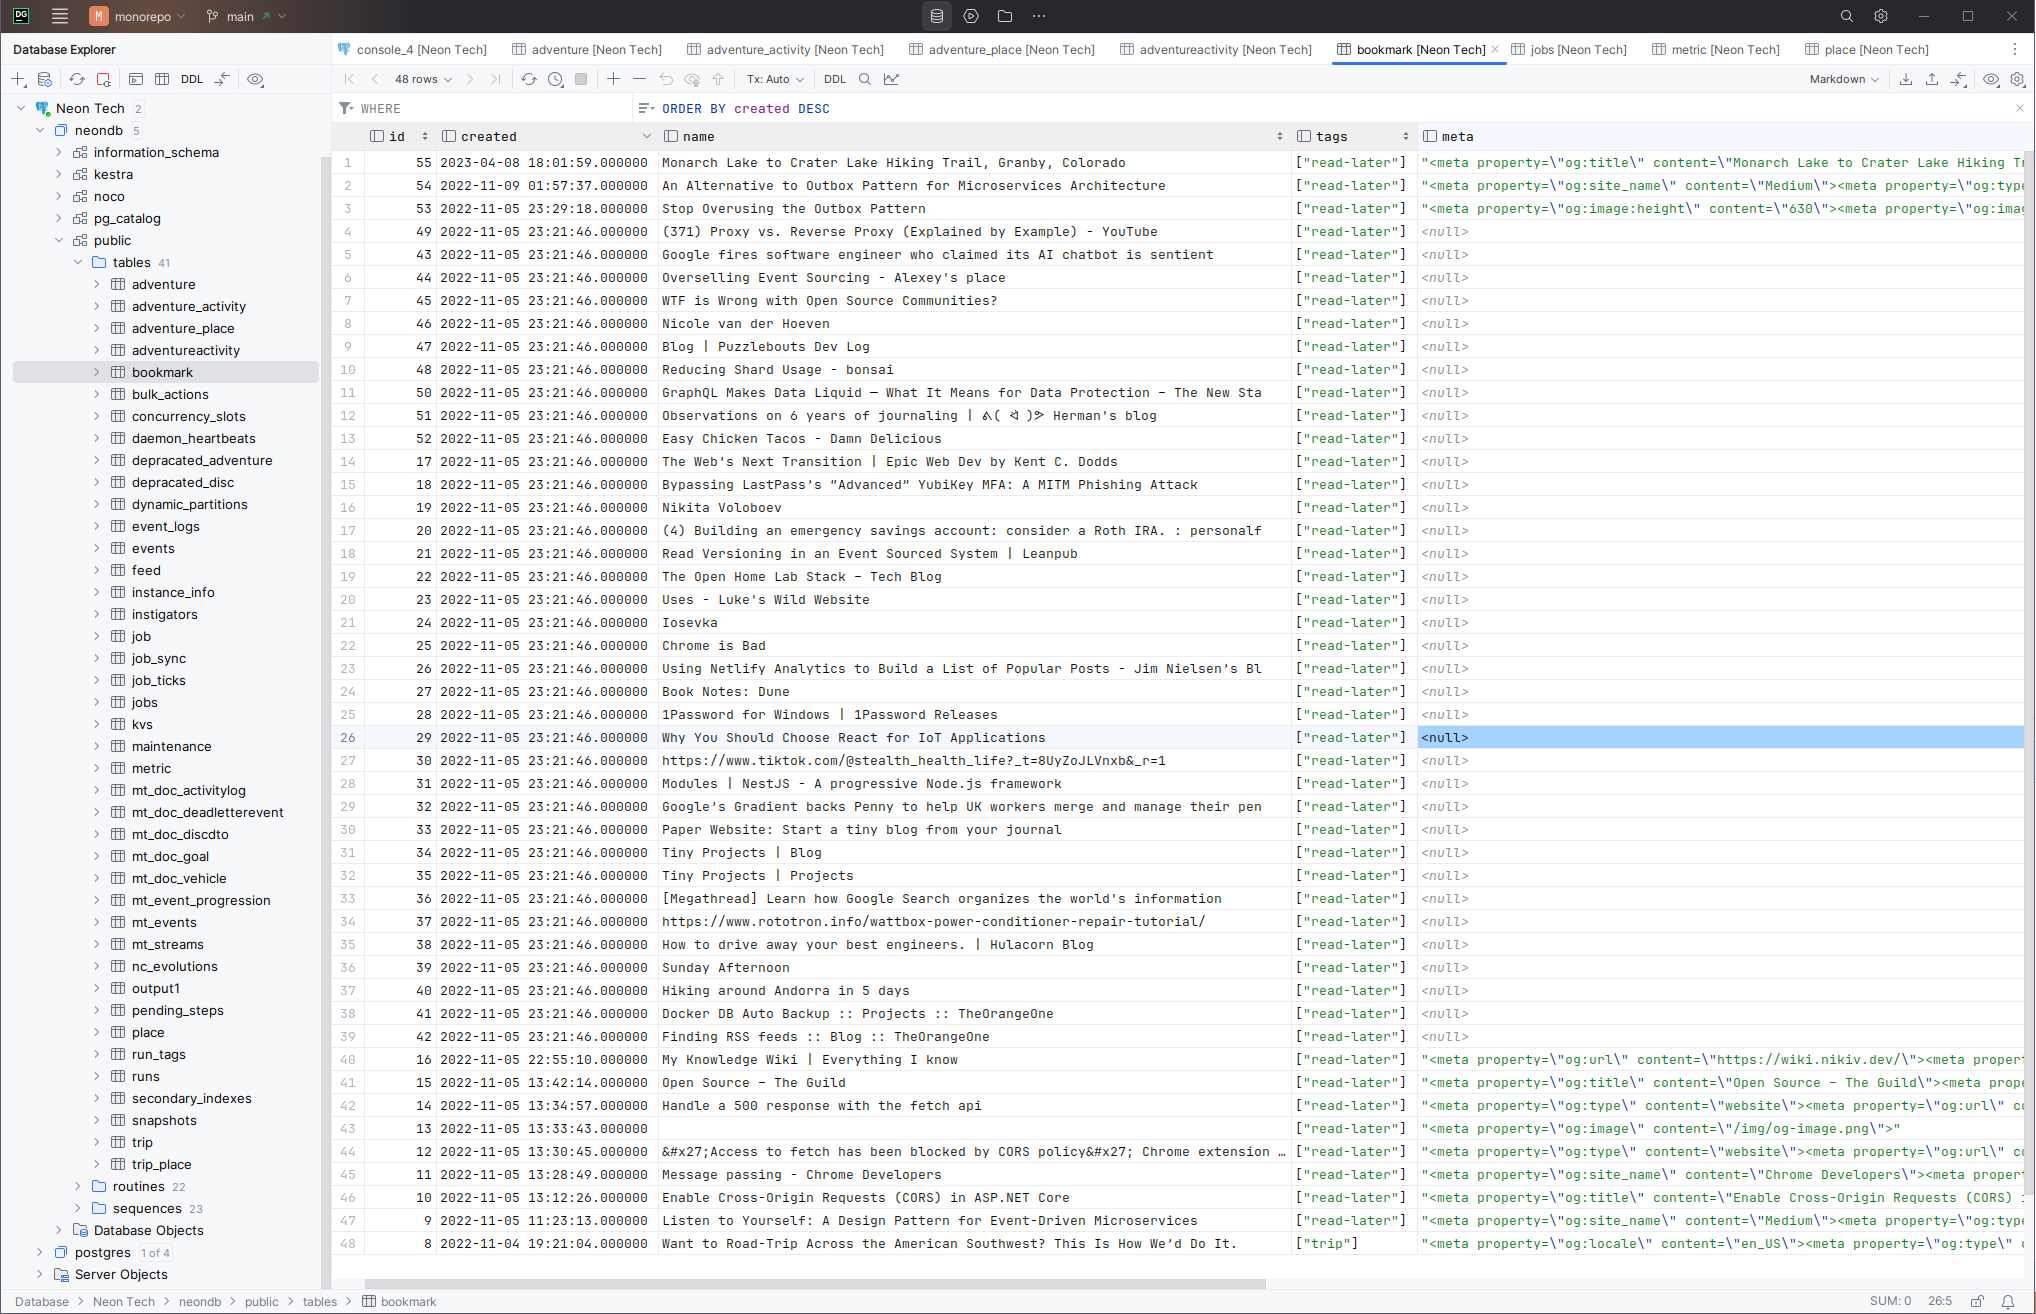 DG M monorepo main
Database Explorer
console_4 [Neon Tech] adventure [Neon Tech] adventure_activity [Neon Tech] adventure_place [Neon Tech] adventureactivity [Neon Tech] bookmark [Neon Tech] jobs [Neon Tech] metric [Neon Tech] place [Neon Tech]
DDL
48 rows Tx: Auto DDL Markdown
WHERE ORDER BY created DESC
Neon Tech 2
neondb 5
information_schema
kestra
noco
pg_catalog
public
tables 41
adventure
adventure_activity
adventure_place
adventureactivity
bookmark
bulk_actions
concurrency_slots
daemon_heartbeats
depracated_adventure
depracated_disc
dynamic_partitions
event_logs
events
feed
instance_info
instigators
job
job_sync
job_ticks
jobs
kvs
maintenance
metric
mt_doc_activitylog
mt_doc_deadletterevent
mt_doc_discdto
mt_doc_goal
mt_doc_vehicle
mt_event_progression
mt_events
mt_streams
nc_evolutions
output1
pending_steps
place
run_tags
runs
secondary_indexes
snapshots
trip
trip_place
routines 22
sequences 23
Database Objects
postgres 1 of 4
Server Objects
id created name tags meta
1 55 2023-04-08 18:01:59.000000 Monarch Lake to Crater Lake Hiking Trail, Granby, Colorado ["read-later"] "<meta property=\"og:title\" content=\"Monarch Lake to Crater Lake Hiking Tr
2 54 2022-11-09 01:57:37.000000 An Alternative to Outbox Pattern for Microservices Architecture ["read-later"] "<meta property=\"og:site_name\" content=\"Medium\"><meta property=\"og:type
3 53 2022-11-05 23:29:18.000000 Stop Overusing the Outbox Pattern ["read-later"] "<meta property=\"og:image:height\" content=\"630\"><meta property=\"og:imag
4 49 2022-11-05 23:21:46.000000 (371) Proxy vs. Reverse Proxy (Explained by Example) - YouTube ["read-later"] <null>
5 43 2022-11-05 23:21:46.000000 Google fires software engineer who claimed its AI chatbot is sentient ["read-later"] <null>
6 44 2022-11-05 23:21:46.000000 Overselling Event Sourcing - Alexey's place ["read-later"] <null>
7 45 2022-11-05 23:21:46.000000 WTF is Wrong with Open Source Communities? ["read-later"] <null>
8 46 2022-11-05 23:21:46.000000 Nicole van der Hoeven ["read-later"] <null>
9 47 2022-11-05 23:21:46.000000 Blog | Puzzlebouts Dev Log ["read-later"] <null>
10 48 2022-11-05 23:21:46.000000 Reducing Shard Usage - bonsai ["read-later"] <null>
11 50 2022-11-05 23:21:46.000000 GraphQL Makes Data Liquid — What It Means for Data Protection – The New Sta ["read-later"] <null>
12 51 2022-11-05 23:21:46.000000 Observations on 6 years of journaling | ᕕ( ᐛ )ᕗ Herman's blog ["read-later"] <null>
13 52 2022-11-05 23:21:46.000000 Easy Chicken Tacos - Damn Delicious ["read-later"] <null>
14 17 2022-11-05 23:21:46.000000 The Web’s Next Transition | Epic Web Dev by Kent C. Dodds ["read-later"] <null>
15 18 2022-11-05 23:21:46.000000 Bypassing LastPass’s “Advanced” YubiKey MFA: A MITM Phishing Attack ["read-later"] <null>
16 19 2022-11-05 23:21:46.000000 Nikita Voloboev ["read-later"] <null>
17 20 2022-11-05 23:21:46.000000 (4) Building an emergency savings account: consider a Roth IRA. : personalf ["read-later"] <null>
18 21 2022-11-05 23:21:46.000000 Read Versioning in an Event Sourced System | Leanpub ["read-later"] <null>
19 22 2022-11-05 23:21:46.000000 The Open Home Lab Stack – Tech Blog ["read-later"] <null>
20 23 2022-11-05 23:21:46.000000 Uses - Luke's Wild Website ["read-later"] <null>
21 24 2022-11-05 23:21:46.000000 Iosevka ["read-later"] <null>
22 25 2022-11-05 23:21:46.000000 Chrome is Bad ["read-later"] <null>
23 26 2022-11-05 23:21:46.000000 Using Netlify Analytics to Build a List of Popular Posts - Jim Nielsen’s Bl ["read-later"] <null>
24 27 2022-11-05 23:21:46.000000 Book Notes: Dune ["read-later"] <null>
25 28 2022-11-05 23:21:46.000000 1Password for Windows | 1Password Releases ["read-later"] <null>
26 29 2022-11-05 23:21:46.000000 Why You Should Choose React for IoT Applications ["read-later"] <null>
27 30 2022-11-05 23:21:46.000000 https://www.tiktok.com/@stealth_health_life?_t=8UyZoJLVnxb&_r=1 ["read-later"] <null>
28 31 2022-11-05 23:21:46.000000 Modules | NestJS - A progressive Node.js framework ["read-later"] <null>
29 32 2022-11-05 23:21:46.000000 Google’s Gradient backs Penny to help UK workers merge and manage their pen ["read-later"] <null>
30 33 2022-11-05 23:21:46.000000 Paper Website: Start a tiny blog from your journal ["read-later"] <null>
31 34 2022-11-05 23:21:46.000000 Tiny Projects | Blog ["read-later"] <null>
32 35 2022-11-05 23:21:46.000000 Tiny Projects | Projects ["read-later"] <null>
33 36 2022-11-05 23:21:46.000000 [Megathread] Learn how Google Search organizes the world's information ["read-later"] <null>
34 37 2022-11-05 23:21:46.000000 https://www.rototron.info/wattbox-power-conditioner-repair-tutorial/ ["read-later"] <null>
35 38 2022-11-05 23:21:46.000000 How to drive away your best engineers. | Hulacorn Blog ["read-later"] <null>
36 39 2022-11-05 23:21:46.000000 Sunday Afternoon ["read-later"] <null>
37 40 2022-11-05 23:21:46.000000 Hiking around Andorra in 5 days ["read-later"] <null>
38 41 2022-11-05 23:21:46.000000 Docker DB Auto Backup :: Projects :: TheOrangeOne ["read-later"] <null>
39 42 2022-11-05 23:21:46.000000 Finding RSS feeds :: Blog :: TheOrangeOne ["read-later"] <null>
40 16 2022-11-05 22:55:10.000000 My Knowledge Wiki | Everything I know ["read-later"] "<meta property=\"og:url\" content=\"https://wiki.nikiv.dev/\"><meta propert
41 15 2022-11-05 13:42:14.000000 Open Source – The Guild ["read-later"] "<meta property=\"og:title\" content=\"Open Source – The Guild\"><meta prope
42 14 2022-11-05 13:34:57.000000 Handle a 500 response with the fetch api ["read-later"] "<meta property=\"og:type\" content=\"website\"><meta property=\"og:url\" co
43 13 2022-11-05 13:33:43.000000 ["read-later"] "<meta property=\"og:image\" content=\"/img/og-image.png\">"
44 12 2022-11-05 13:30:45.000000 &#x27;Access to fetch has been blocked by CORS policy&#x27; Chrome extension … ["read-later"] "<meta property=\"og:type\" content=\"website\"><meta property=\"og:url\" co
45 11 2022-11-05 13:28:49.000000 Message passing - Chrome Developers ["read-later"] "<meta property=\"og:site_name\" content=\"Chrome Developers\"><meta propert
46 10 2022-11-05 13:12:26.000000 Enable Cross-Origin Requests (CORS) in ASP.NET Core ["read-later"] "<meta property=\"og:title\" content=\"Enable Cross-Origin Requests (CORS) i
47 9 2022-11-05 11:23:13.000000 Listen to Yourself: A Design Pattern for Event-Driven Microservices ["read-later"] "<meta property=\"og:site_name\" content=\"Medium\"><meta property=\"og:type
48 8 2022-11-04 19:21:04.000000 Want to Road-Trip Across the American Southwest? This Is How We’d Do It. ["trip"] "<meta property=\"og:locale\" content=\"en_US\"><meta property=\"og:type\" c
Database > Neon Tech > neondb > public > tables > bookmark SUM: 0 26:5